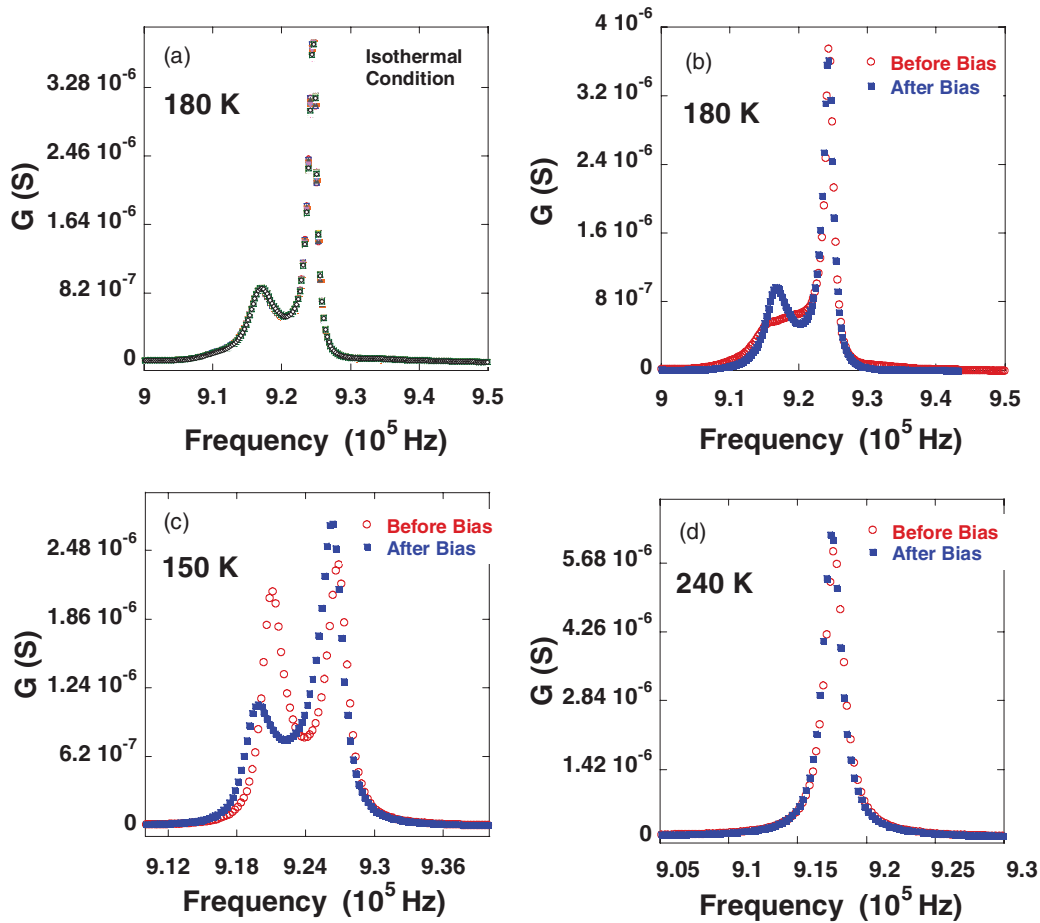 (a)
Isothermal
Condition
180 K
3.28 10⁻⁶
2.46 10⁻⁶
1.64 10⁻⁶
8.2 10⁻⁷
0
G (S)
9 9.1 9.2 9.3 9.4 9.5
Frequency (10⁵ Hz)
(b)
Before Bias
After Bias
180 K
4 10⁻⁶
3.2 10⁻⁶
2.4 10⁻⁶
1.6 10⁻⁶
8 10⁻⁷
0
G (S)
9 9.1 9.2 9.3 9.4 9.5
Frequency (10⁵ Hz)
(c)
Before Bias
After Bias
150 K
2.48 10⁻⁶
1.86 10⁻⁶
1.24 10⁻⁶
6.2 10⁻⁷
0
G (S)
9.12 9.18 9.24 9.3 9.36
Frequency (10⁵ Hz)
(d)
Before Bias
After Bias
240 K
5.68 10⁻⁶
4.26 10⁻⁶
2.84 10⁻⁶
1.42 10⁻⁶
0
G (S)
9.05 9.1 9.15 9.2 9.25 9.3
Frequency (10⁵ Hz)